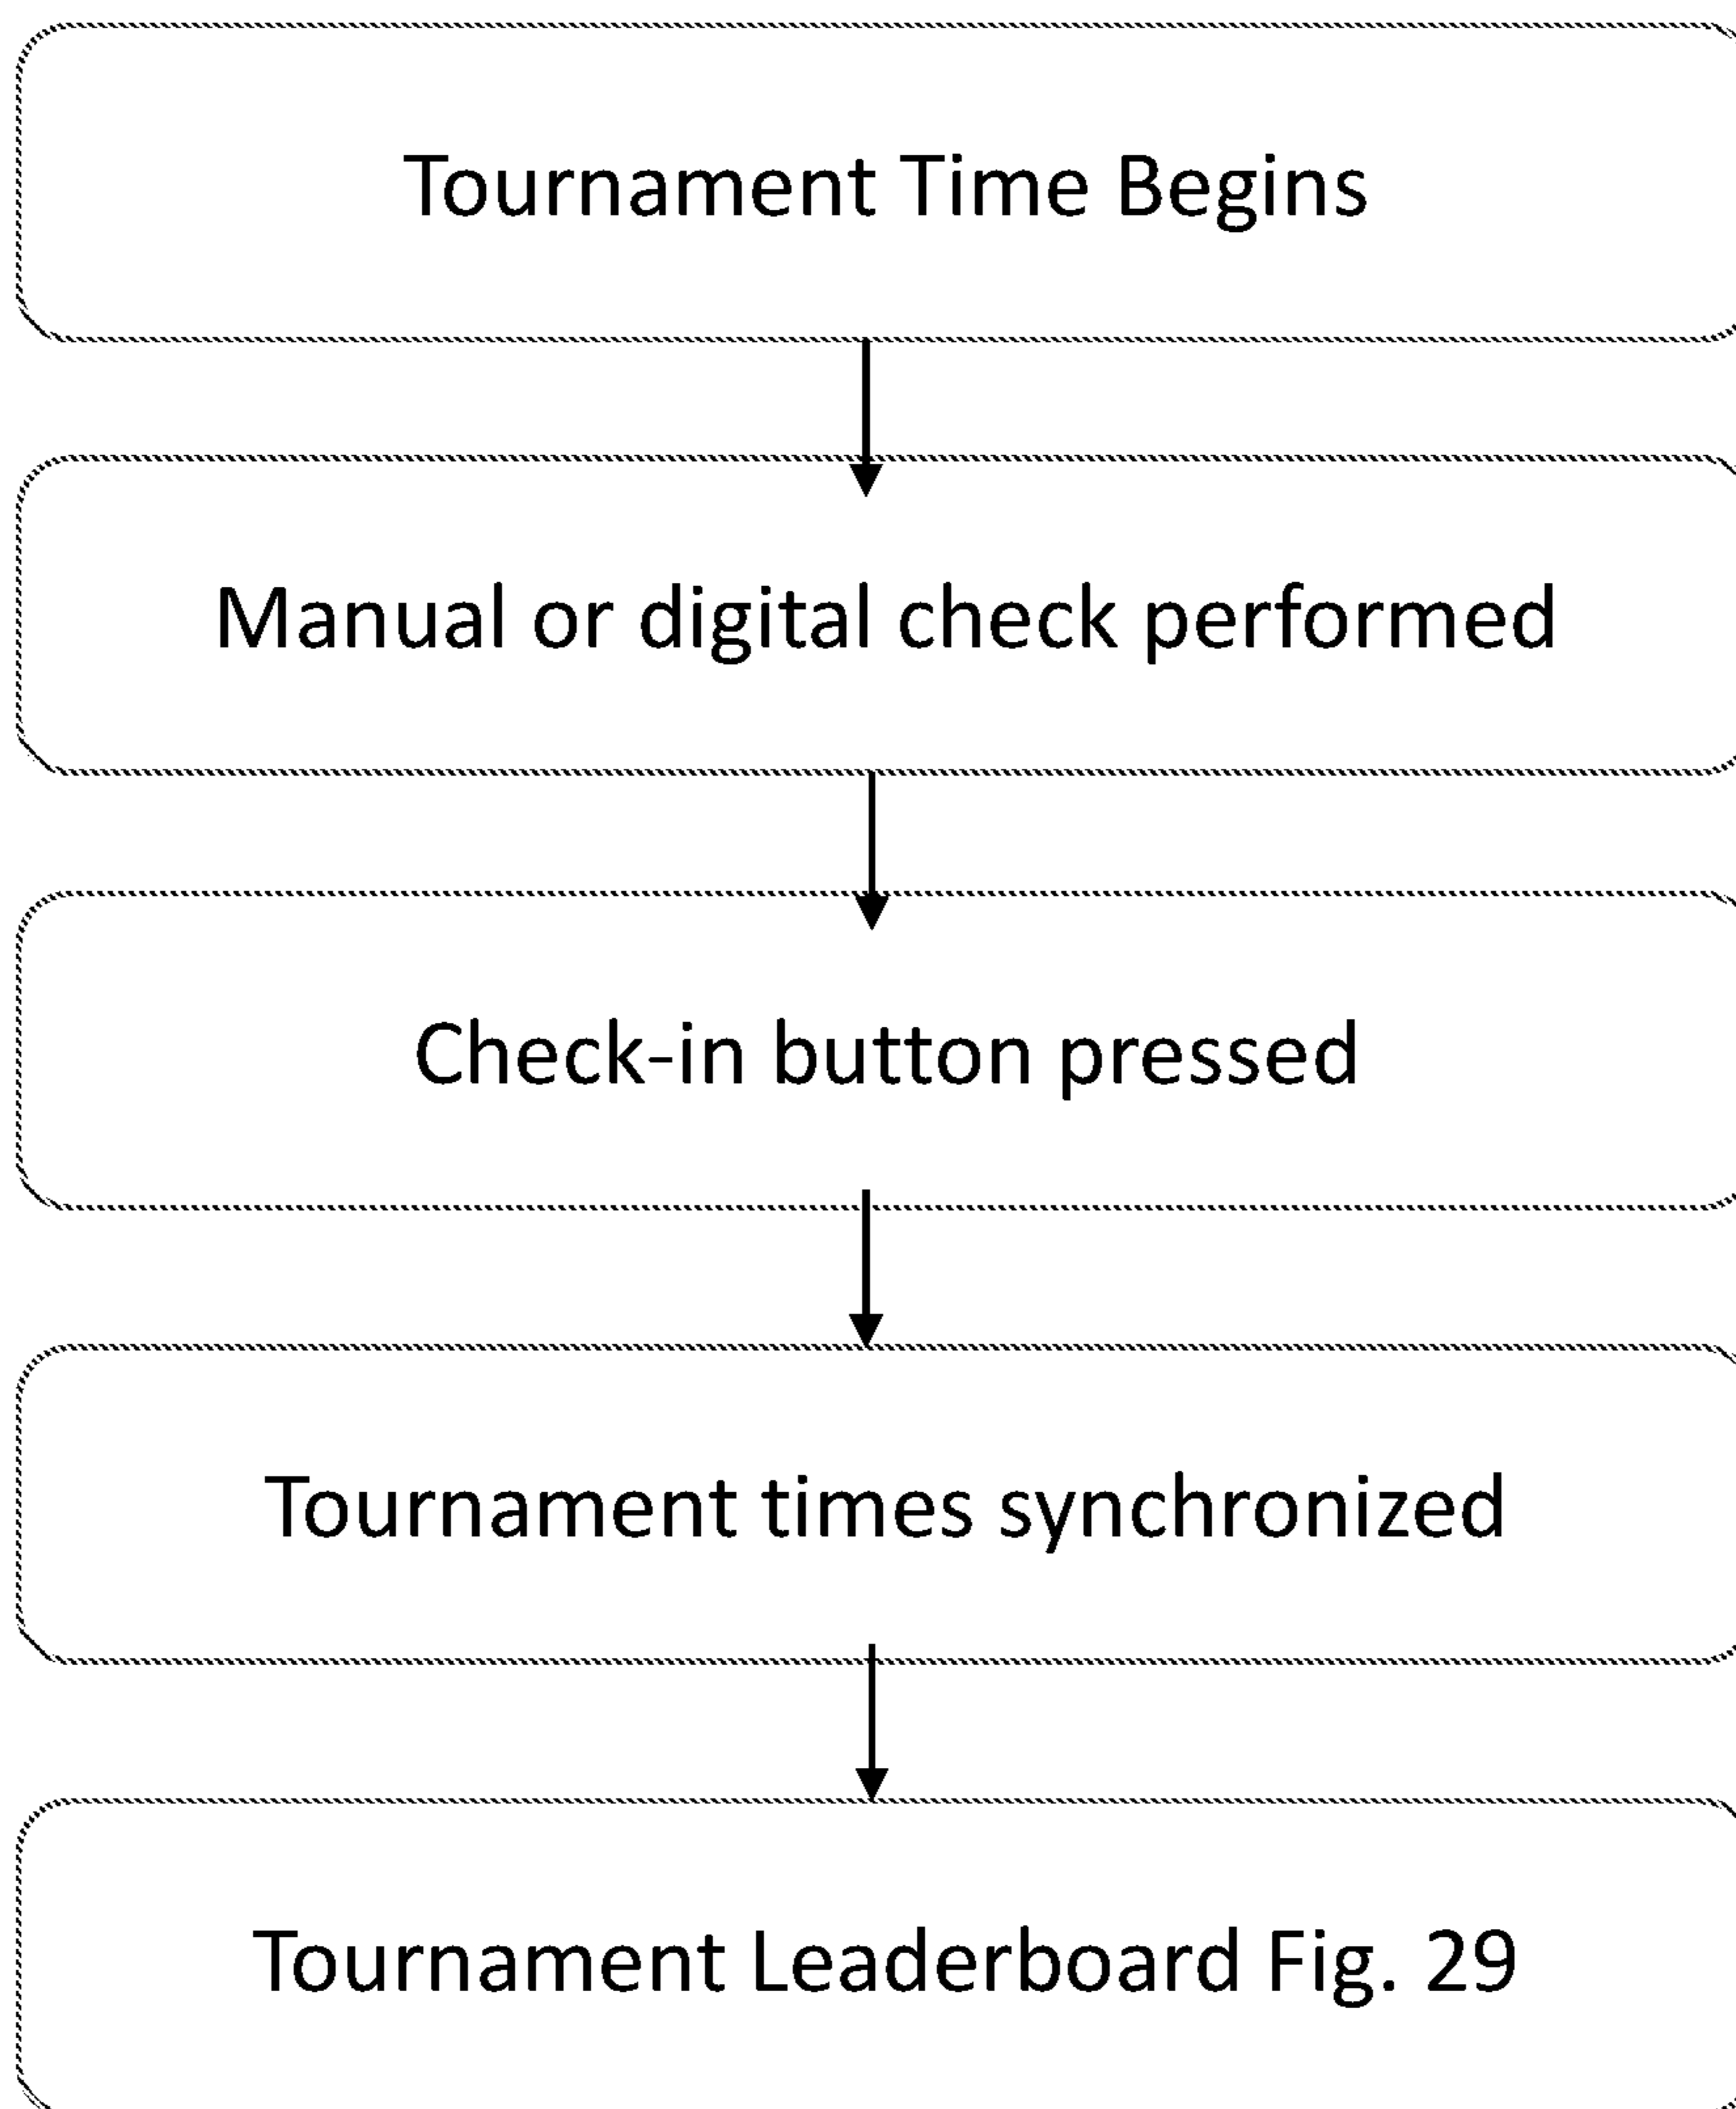 Tournament Time Begins
Manual or digital check performed
Check-in button pressed
Tournament times synchronized
Tournament Leaderboard Fig. 29